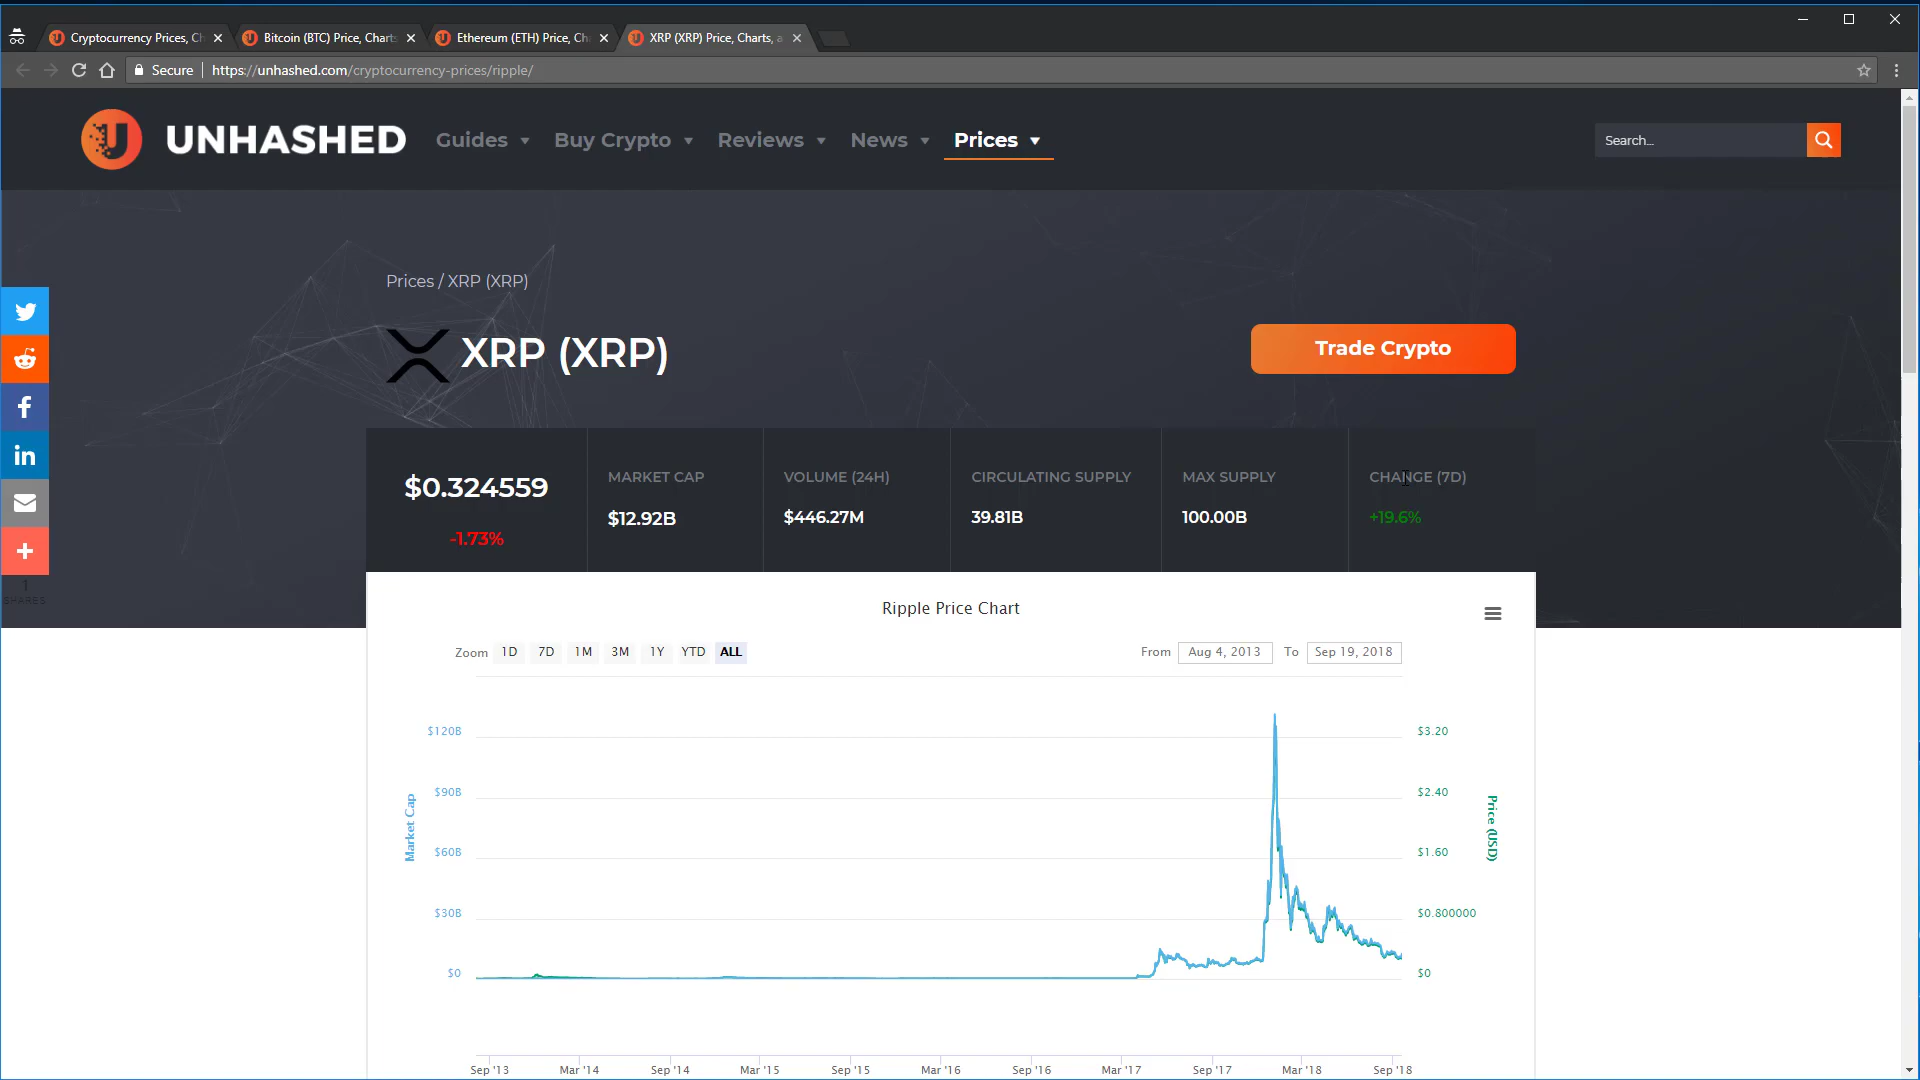 Cryptocurrency Prices, Ch
Bitcoin (BTC) Price, Charts
Ethereum (ETH) Price, Ch
XRP (XRP) Price, Charts, a
Secure
https://unhashed.com/cryptocurrency-prices/ripple/
UNHASHED
Guides
Buy Crypto
Reviews
News
Prices
Search...
Prices / XRP (XRP)
XRP (XRP)
Trade Crypto
$0.324559
-1.73%
MARKET CAP
$12.92B
VOLUME (24H)
$446.27M
CIRCULATING SUPPLY
39.81B
MAX SUPPLY
100.00B
CHANGE (7D)
+19.6%
1
SHARES
Ripple Price Chart
Zoom 1D 7D 1M 3M 1Y YTD ALL
From Aug 4, 2013 To Sep 19, 2018
Market Cap
$120B
$90B
$60B
$30B
$0
Price (USD)
$3.20
$2.40
$1.60
$0.800000
$0
Sep '13 Mar '14 Sep '14 Mar '15 Sep '15 Mar '16 Sep '16 Mar '17 Sep '17 Mar '18 Sep '18